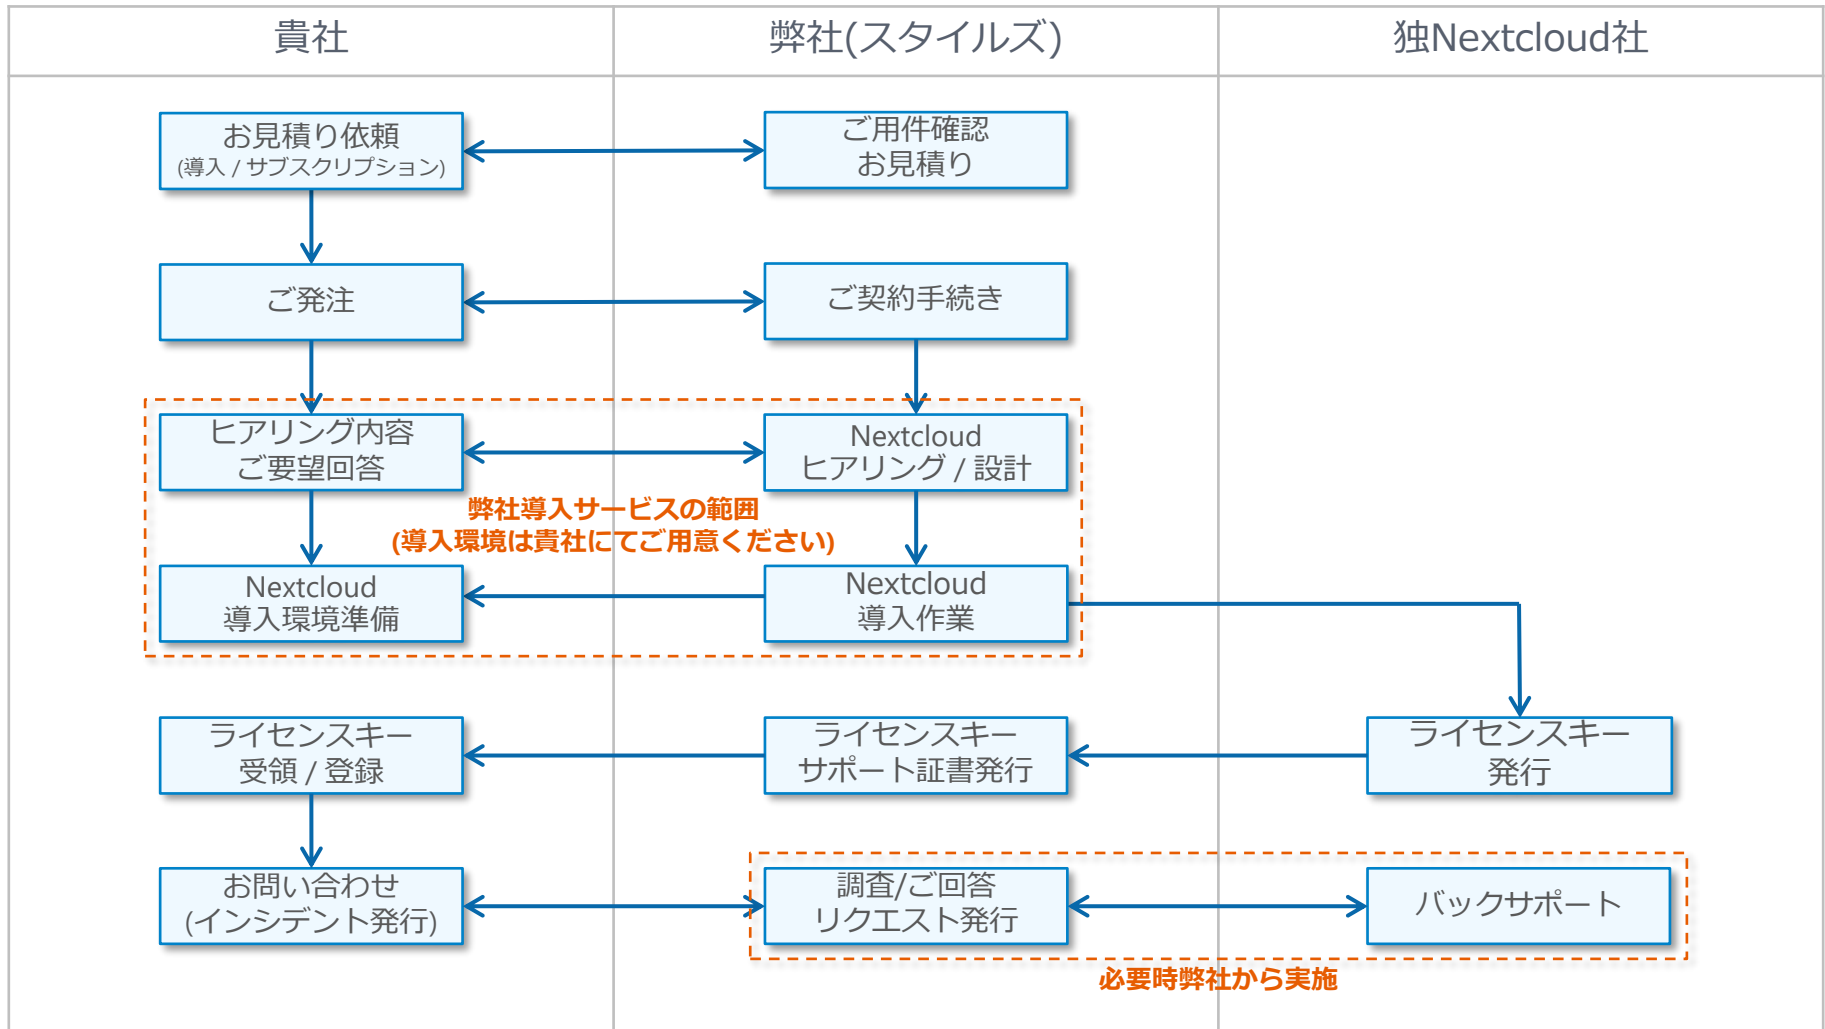 貴社
弊社(スタイルズ)
独Nextcloud社
お見積り依頼
(導入 / サブスクリプション)
ご用件確認
お見積り
ご発注
ご契約手続き
ヒアリング内容
ご要望回答
Nextcloud
ヒアリング / 設計
弊社導入サービスの範囲
(導入環境は貴社にてご用意ください)
Nextcloud
導入環境準備
Nextcloud
導入作業
ライセンスキー
受領 / 登録
ライセンスキー
サポート証書発行
ライセンスキー
発行
お問い合わせ
(インシデント発行)
調査/ご回答
リクエスト発行
バックサポート
必要時弊社から実施